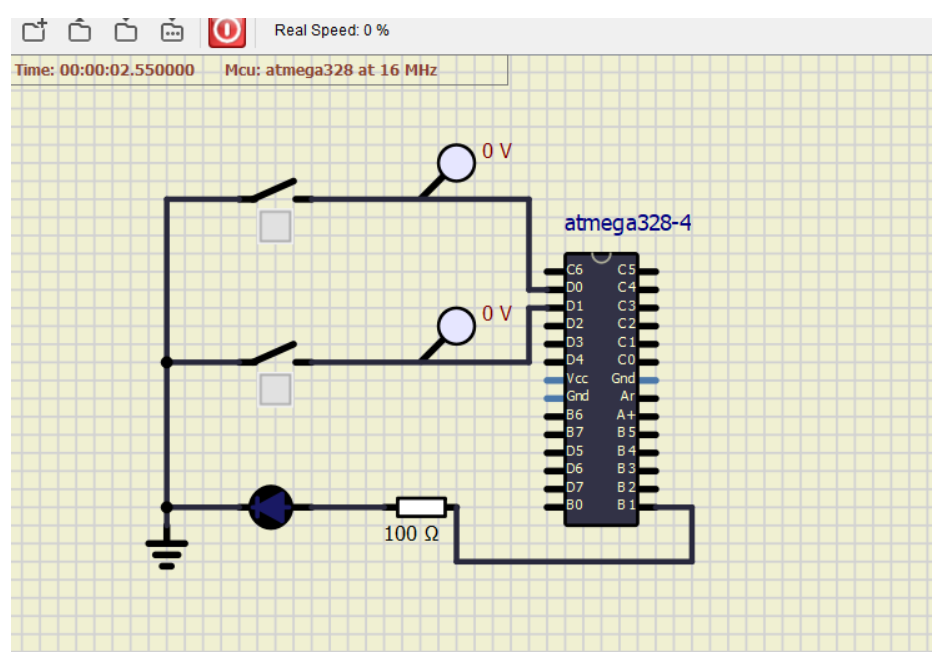 Real Speed: 0 %
Time: 00:00:02.550000 Mcu: atmega328 at 16 MHz
0 V
atmega328-4
C6 C5
D0 C4
D1 C3
0 V
D2 C2
D3 C1
D4 C0
Vcc Gnd
Gnd Ar
B6 A+
B7 B5
D5 B4
D6 B3
D7 B2
B0 B1
100 Ω